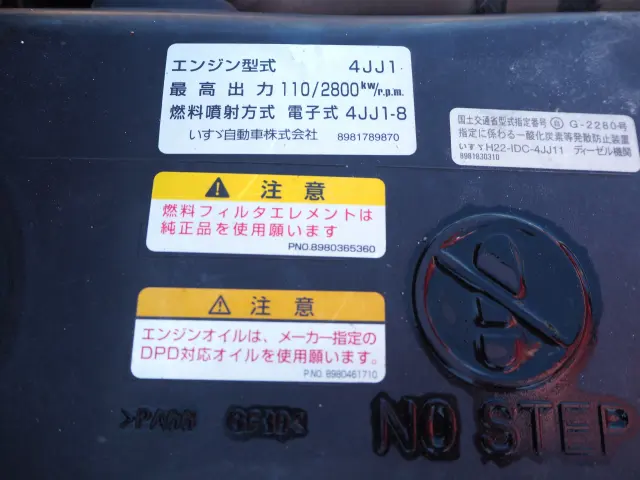 エンジン型式 4JJ1
最高出力 110/2800kW/r.p.m.
燃料噴射方式 電子式 4JJ1-8
いすゞ自動車株式会社 8981789870
国土交通省型式指定番号 Ⓑ G-2280号
指定に係わる一酸化炭素等発散防止装置
いすゞH22-IDC-4JJ11 ディーゼル機関
8981830310
注意
燃料フィルタエレメントは
純正品を使用願います
PNO.8980365360
注意
エンジンオイルは、メーカー指定の
DPD対応オイルを使用願います。
P.NO. 8980461710
NO STEP